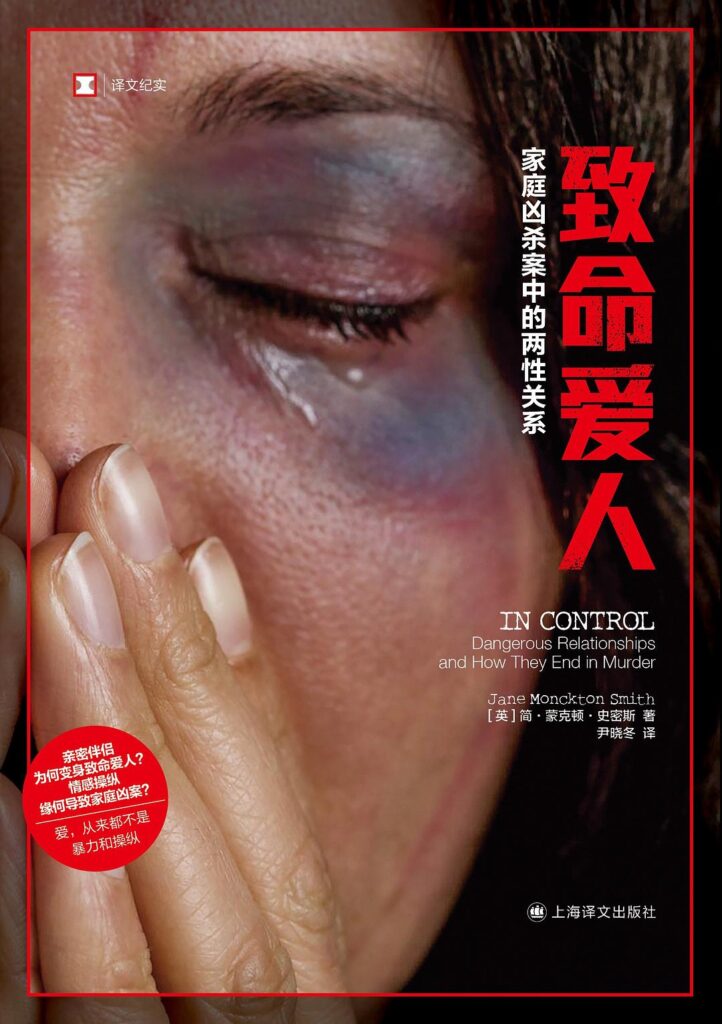 译文纪实
致命爱人
家庭凶杀案中的两性关系
IN CONTROL
Dangerous Relationships
and How They End in Murder
Jane Monckton Smith
[英]简·蒙克顿·史密斯 著
尹晓冬 译
亲密伴侣
为何变身致命爱人？
情感操纵
缘何导致家庭凶案？
爱，从来都不是
暴力和操纵
上海译文出版社